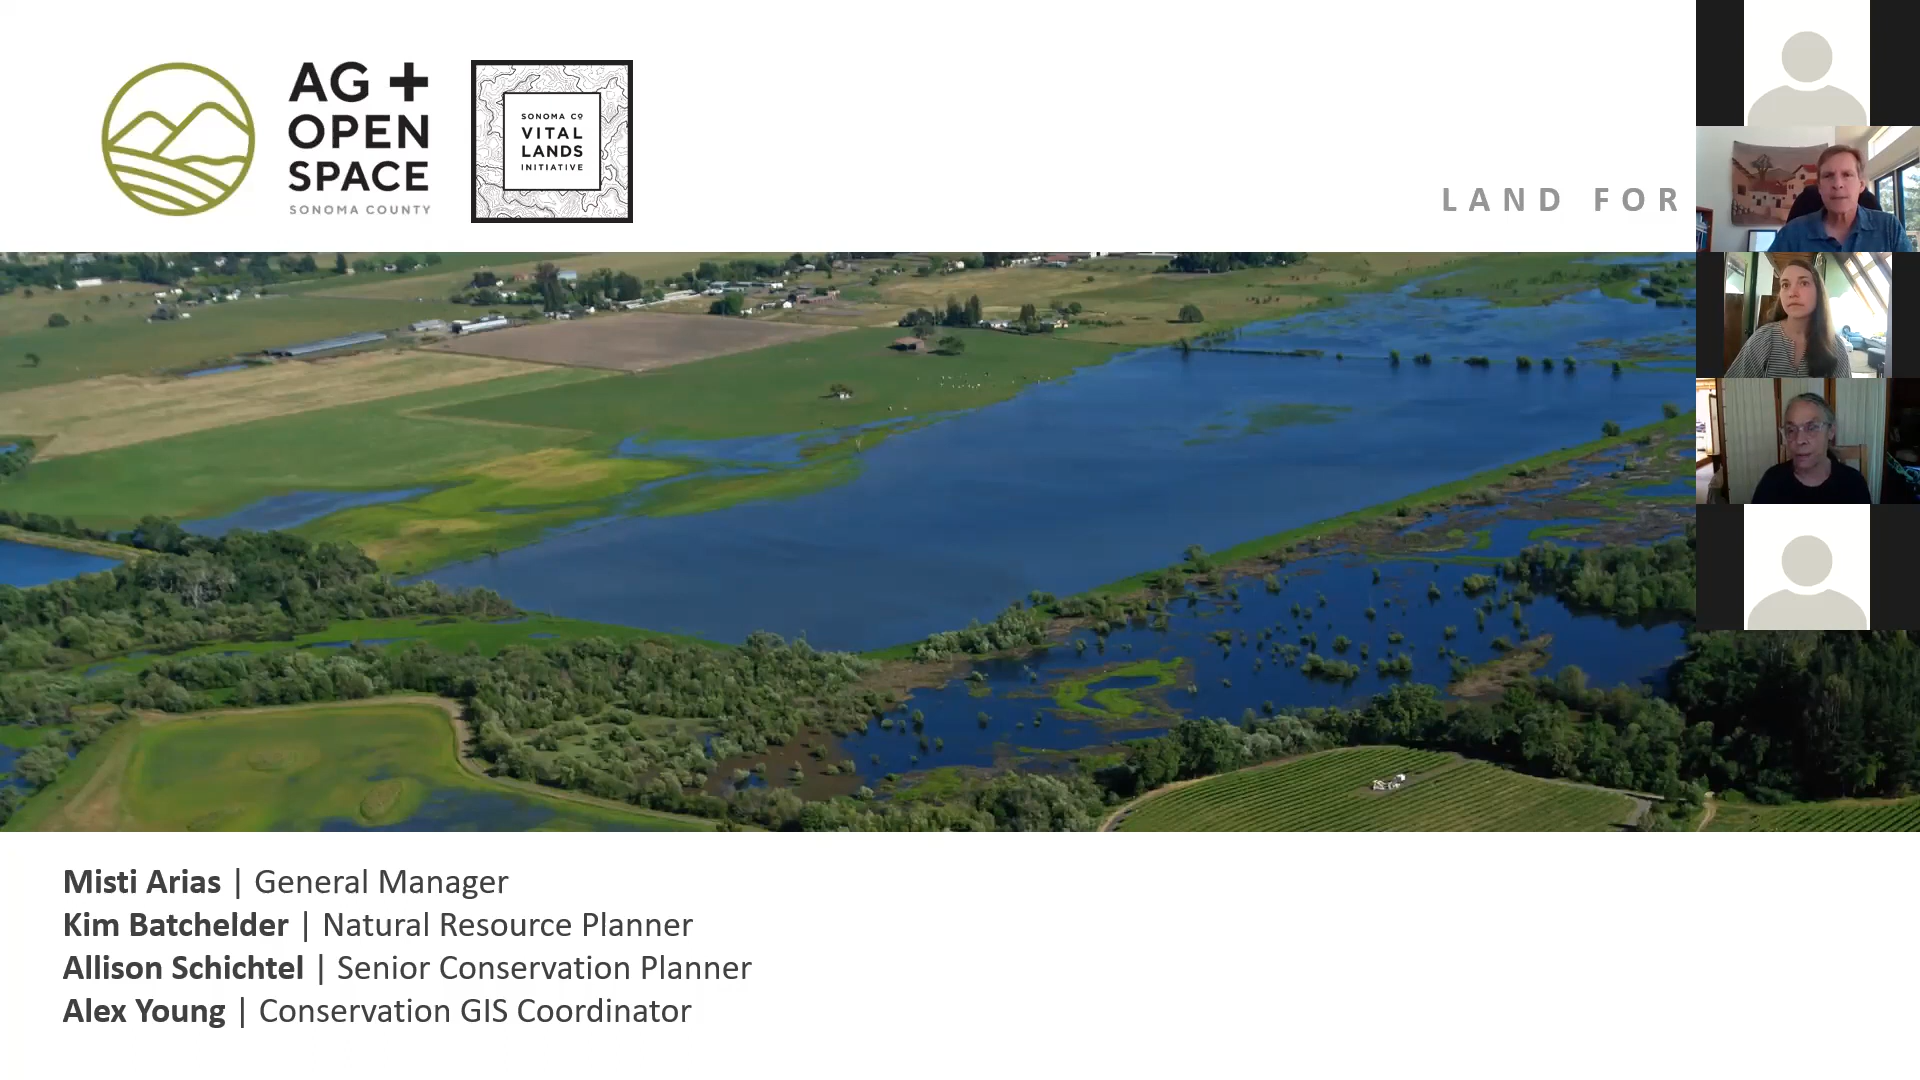 AG +
OPEN
SPACE
SONOMA COUNTY
SONOMA CO
VITAL
LANDS
INITIATIVE
LAND FOR
Misti Arias | General Manager
Kim Batchelder | Natural Resource Planner
Allison Schichtel | Senior Conservation Planner
Alex Young | Conservation GIS Coordinator